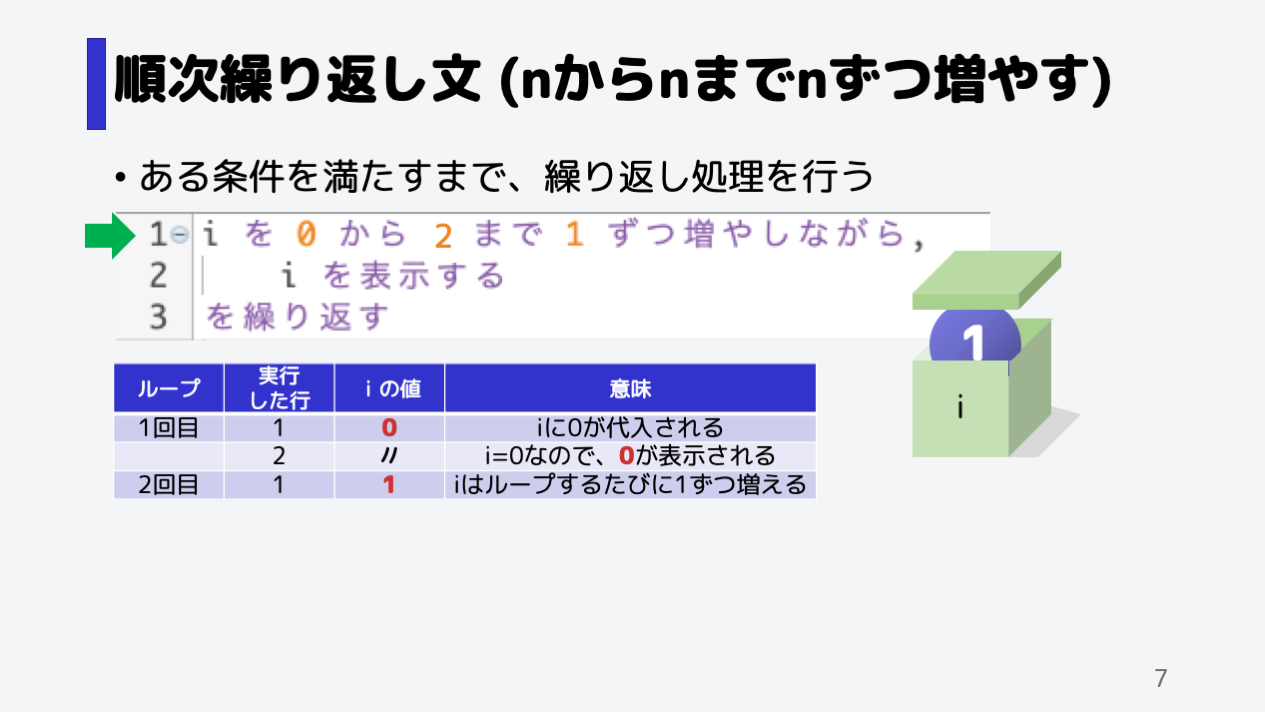 順次繰り返し文 (nからnまでnずつ増やす)
• ある条件を満たすまで、繰り返し処理を行う
1 i を 0 から 2 まで 1 ずつ増やしながら,
2 i を表示する
3 を繰り返す
1
i
ループ 実行した行 i の値 意味
1回目 1 0 iに0が代入される
2 〃 i=0なので、0が表示される
2回目 1 1 iはループするたびに1ずつ増える
7